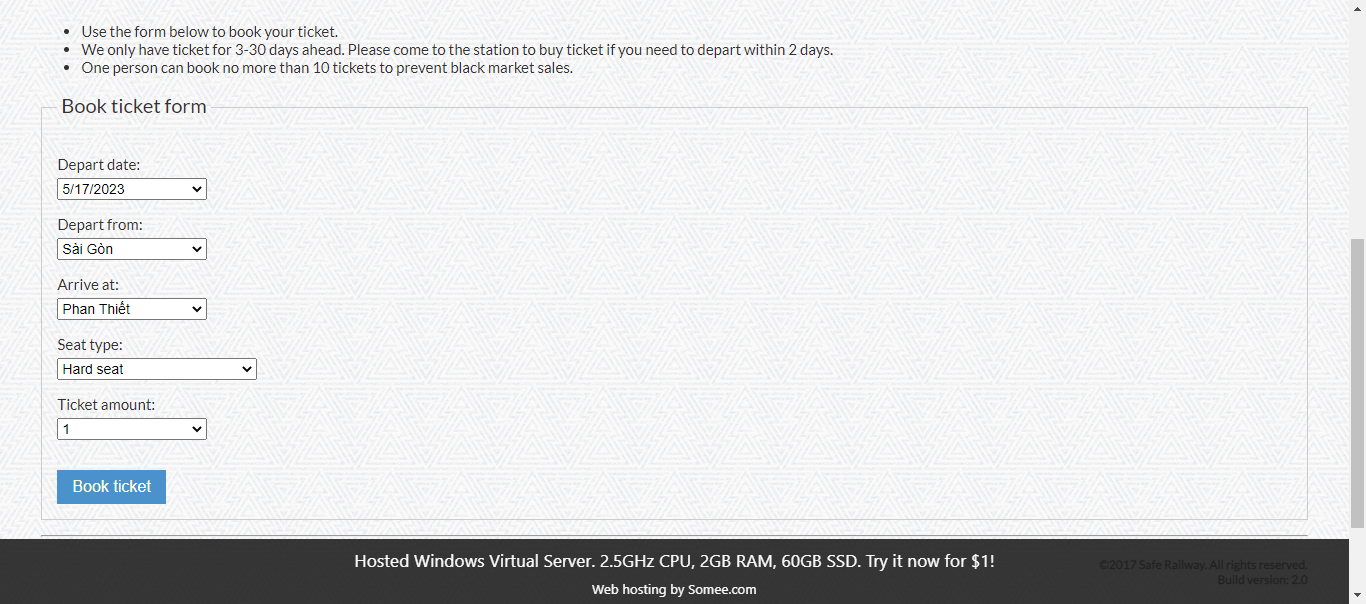 Use the form below to book your ticket.
We only have ticket for 3-30 days ahead. Please come to the station to buy ticket if you need to depart within 2 days.
One person can book no more than 10 tickets to prevent black market sales.
Book ticket form
Depart date:
5/17/2023
Depart from:
Sài Gòn
Arrive at:
Phan Thiết
Seat type:
Hard seat
Ticket amount:
1
Book ticket
Hosted Windows Virtual Server. 2.5GHz CPU, 2GB RAM, 60GB SSD. Try it now for $1!
Web hosting by Somee.com
©2017 Safe Railway. All rights reserved.
Build version: 2.0